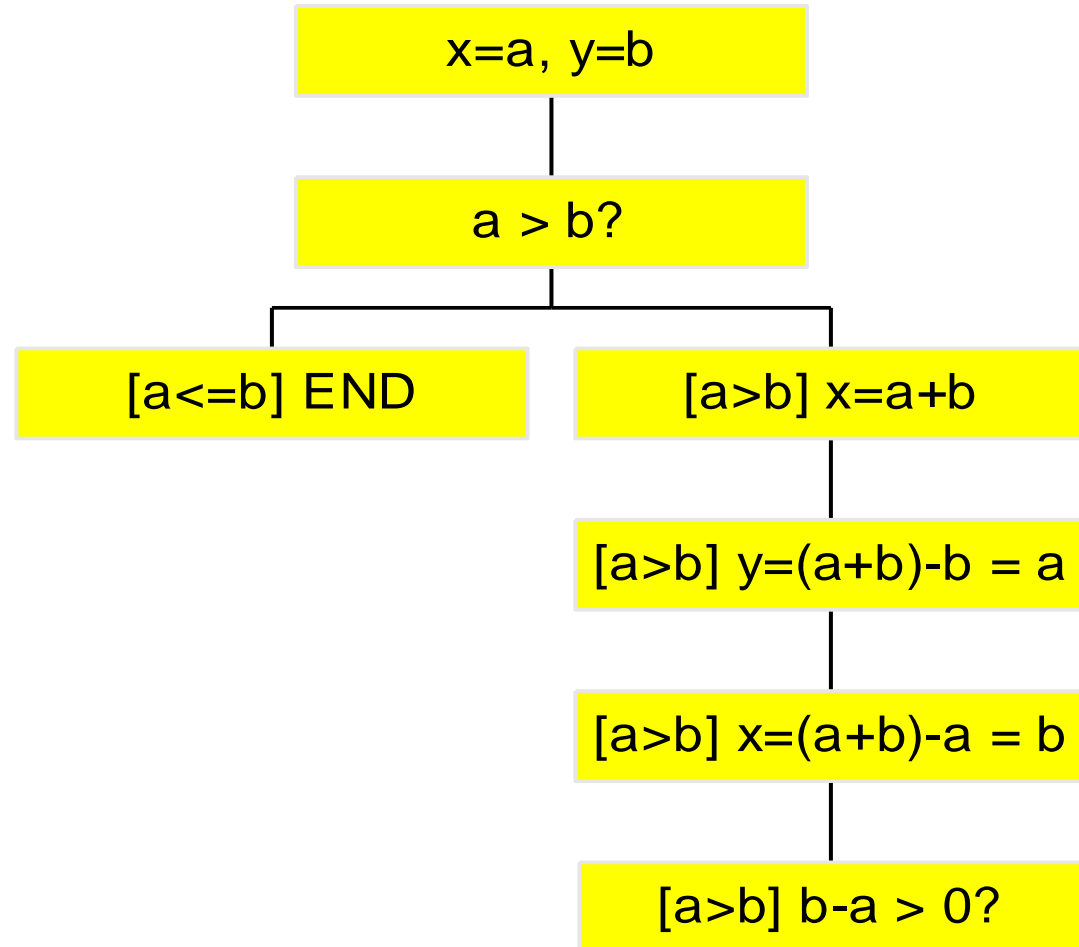 x=a, y=b
a > b?
[a<=b] END
[a>b] x=a+b
[a>b] y=(a+b)-b = a
[a>b] x=(a+b)-a = b
[a>b] b-a > 0?